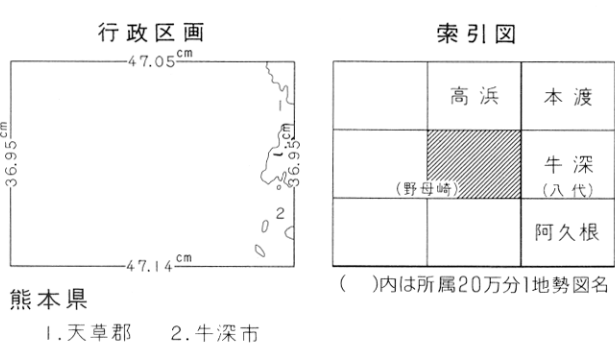 行政区画
47.05cm
36.95cm
1
36.95cm
2
47.14cm
熊本県
1.天草郡 2.牛深市
索引図
高浜 本渡
牛深
(野母崎) (八代)
阿久根
( )内は所属20万分1地勢図名